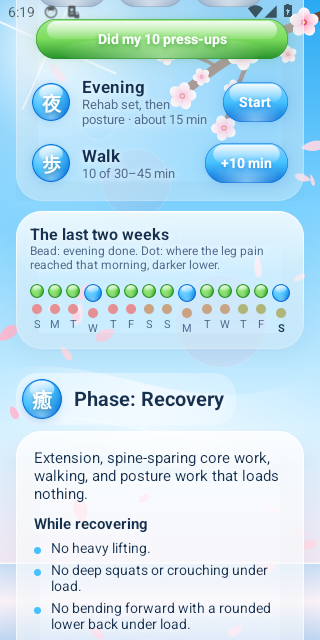 6:19
Did my 10 press-ups
夜
Evening
Rehab set, then
posture · about 15 min
Start
歩
Walk
10 of 30–45 min
+10 min
The last two weeks
Bead: evening done. Dot: where the leg pain
reached that morning, darker lower.
S M T W T F S S M T W T F S
癒
Phase: Recovery
Extension, spine-sparing core work,
walking, and posture work that loads
nothing.
While recovering
No heavy lifting.
No deep squats or crouching under
load.
No bending forward with a rounded
lower back under load.